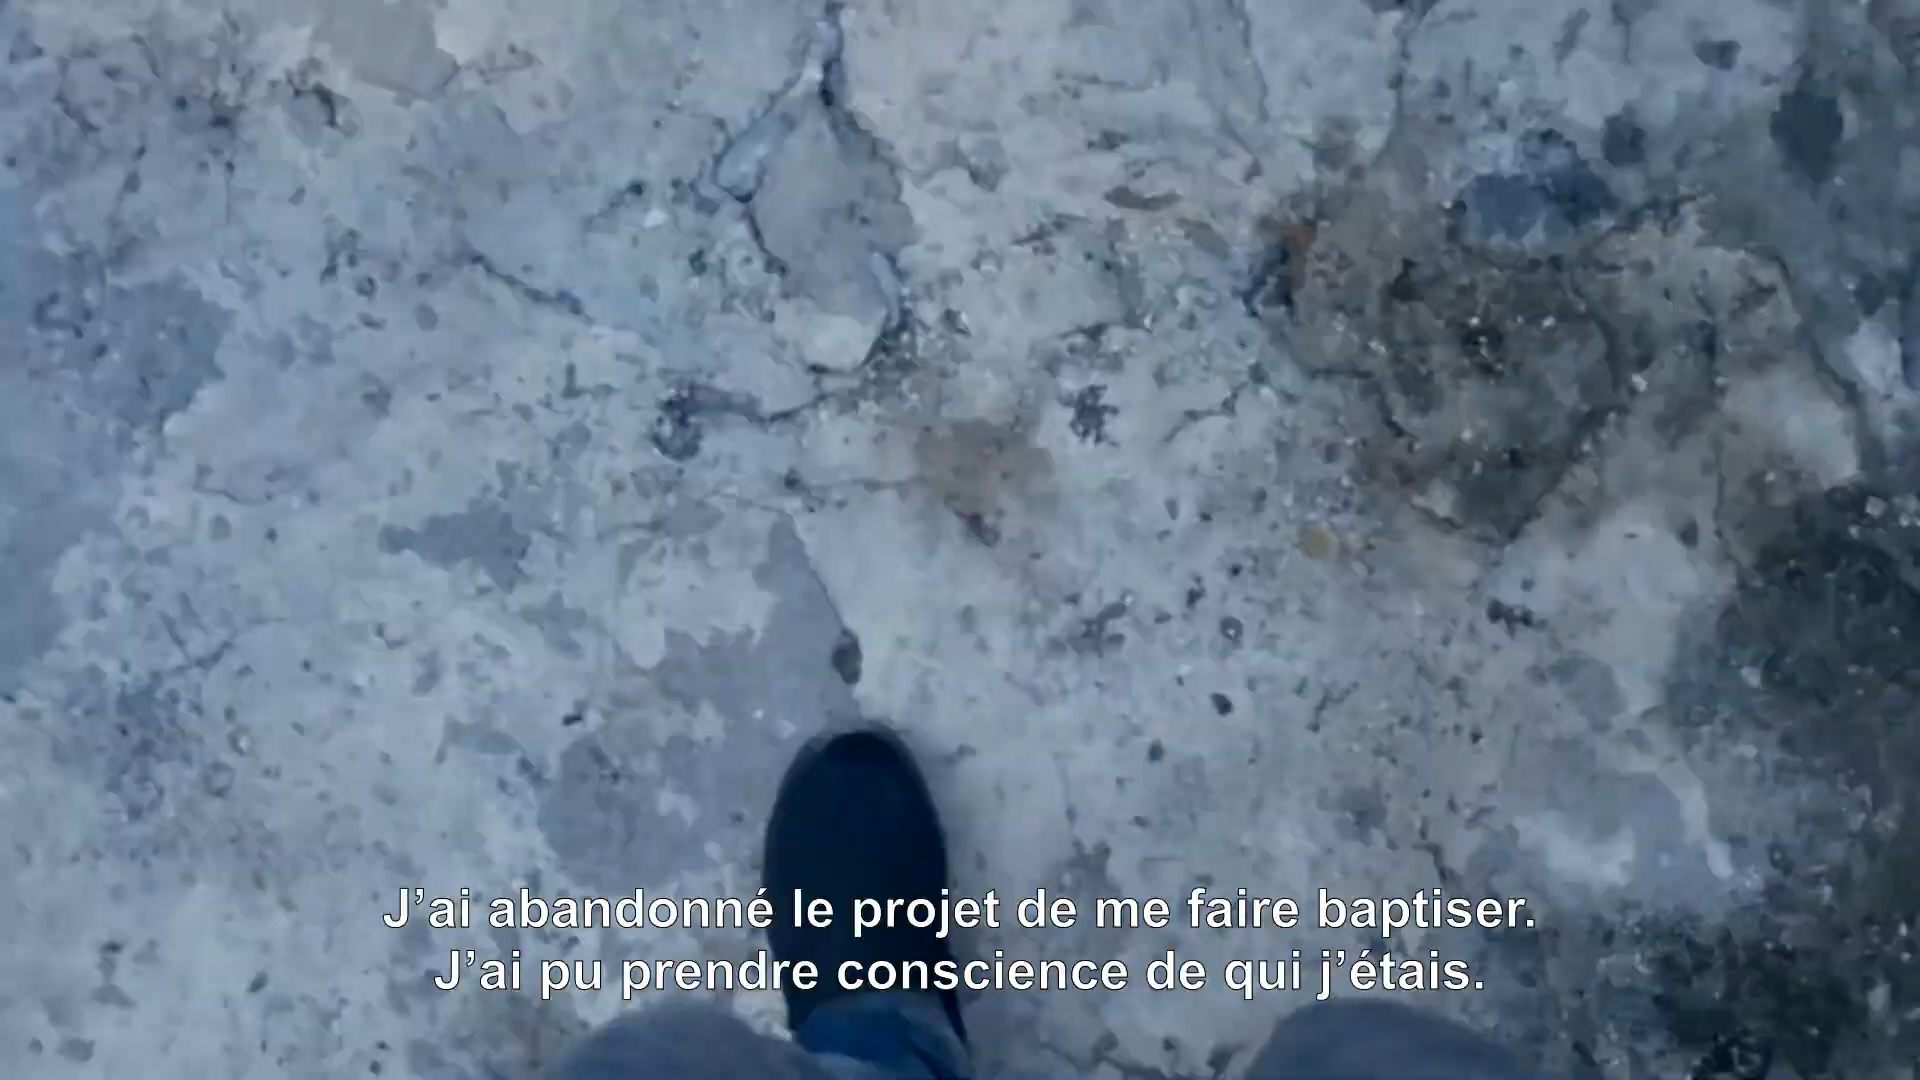 J’ai abandonné le projet de me faire baptiser.
J’ai pu prendre conscience de qui j’étais.